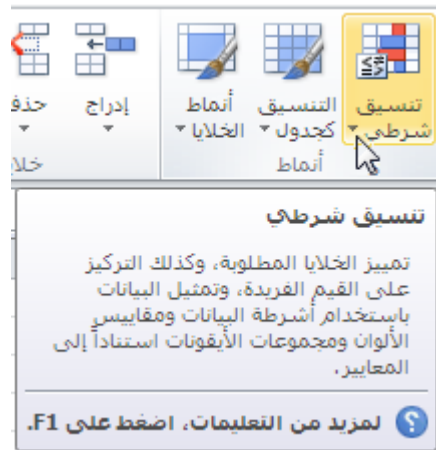 تنسيق شرطي
التنسيق كجدول
أنماط الخلايا
إدراج
حذف
أنماط
خلا
تنسيق شرطي
تمييز الخلايا المطلوبة، وكذلك التركيز
على القيم الفريدة، وتمثيل البيانات
باستخدام أشرطة البيانات ومقاييس
الألوان ومجموعات الأيقونات استناداً إلى
المعايير.
لمزيد من التعليمات، اضغط على F1.